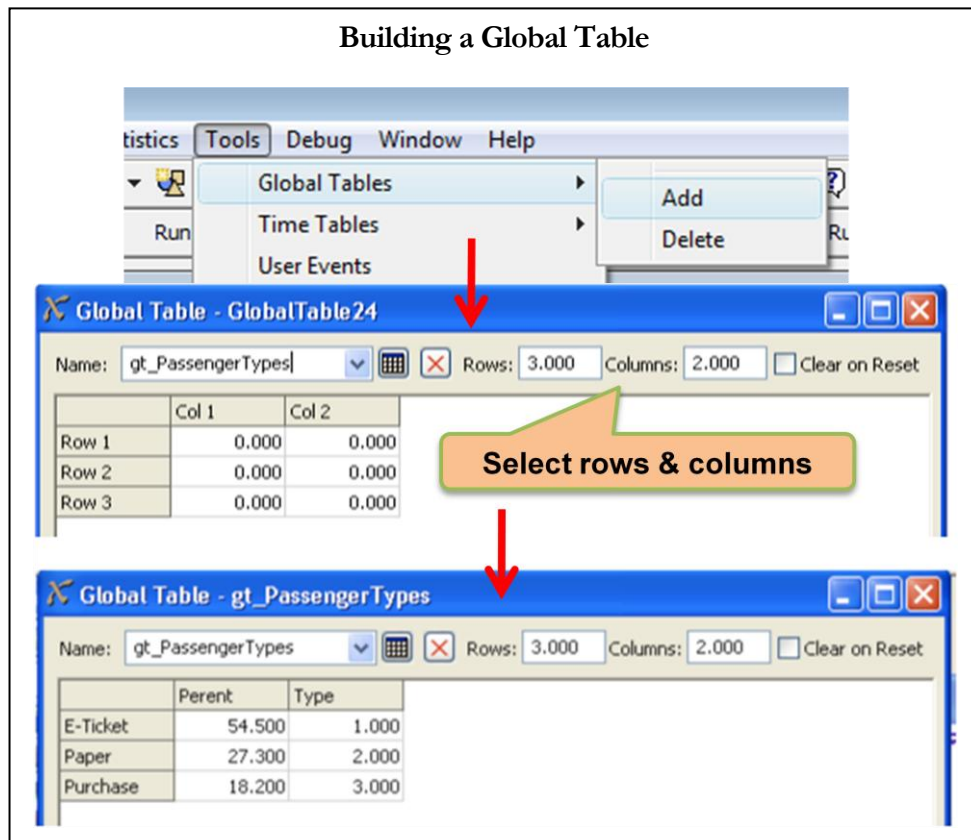 Building a Global Table
tistics Tools Debug Window Help
Global Tables
Add
Run
Time Tables
Delete
Ru
User Events
Global Table - GlobalTable24
Name: gt_PassengerTypes Rows: 3.000 Columns: 2.000 Clear on Reset
Col 1 Col 2
Row 1 0.000 0.000
Row 2 0.000 0.000
Row 3 0.000 0.000
Select rows & columns
Global Table - gt_PassengerTypes
Name: gt_PassengerTypes Rows: 3.000 Columns: 2.000 Clear on Reset
Perent Type
E-Ticket 54.500 1.000
Paper 27.300 2.000
Purchase 18.200 3.000